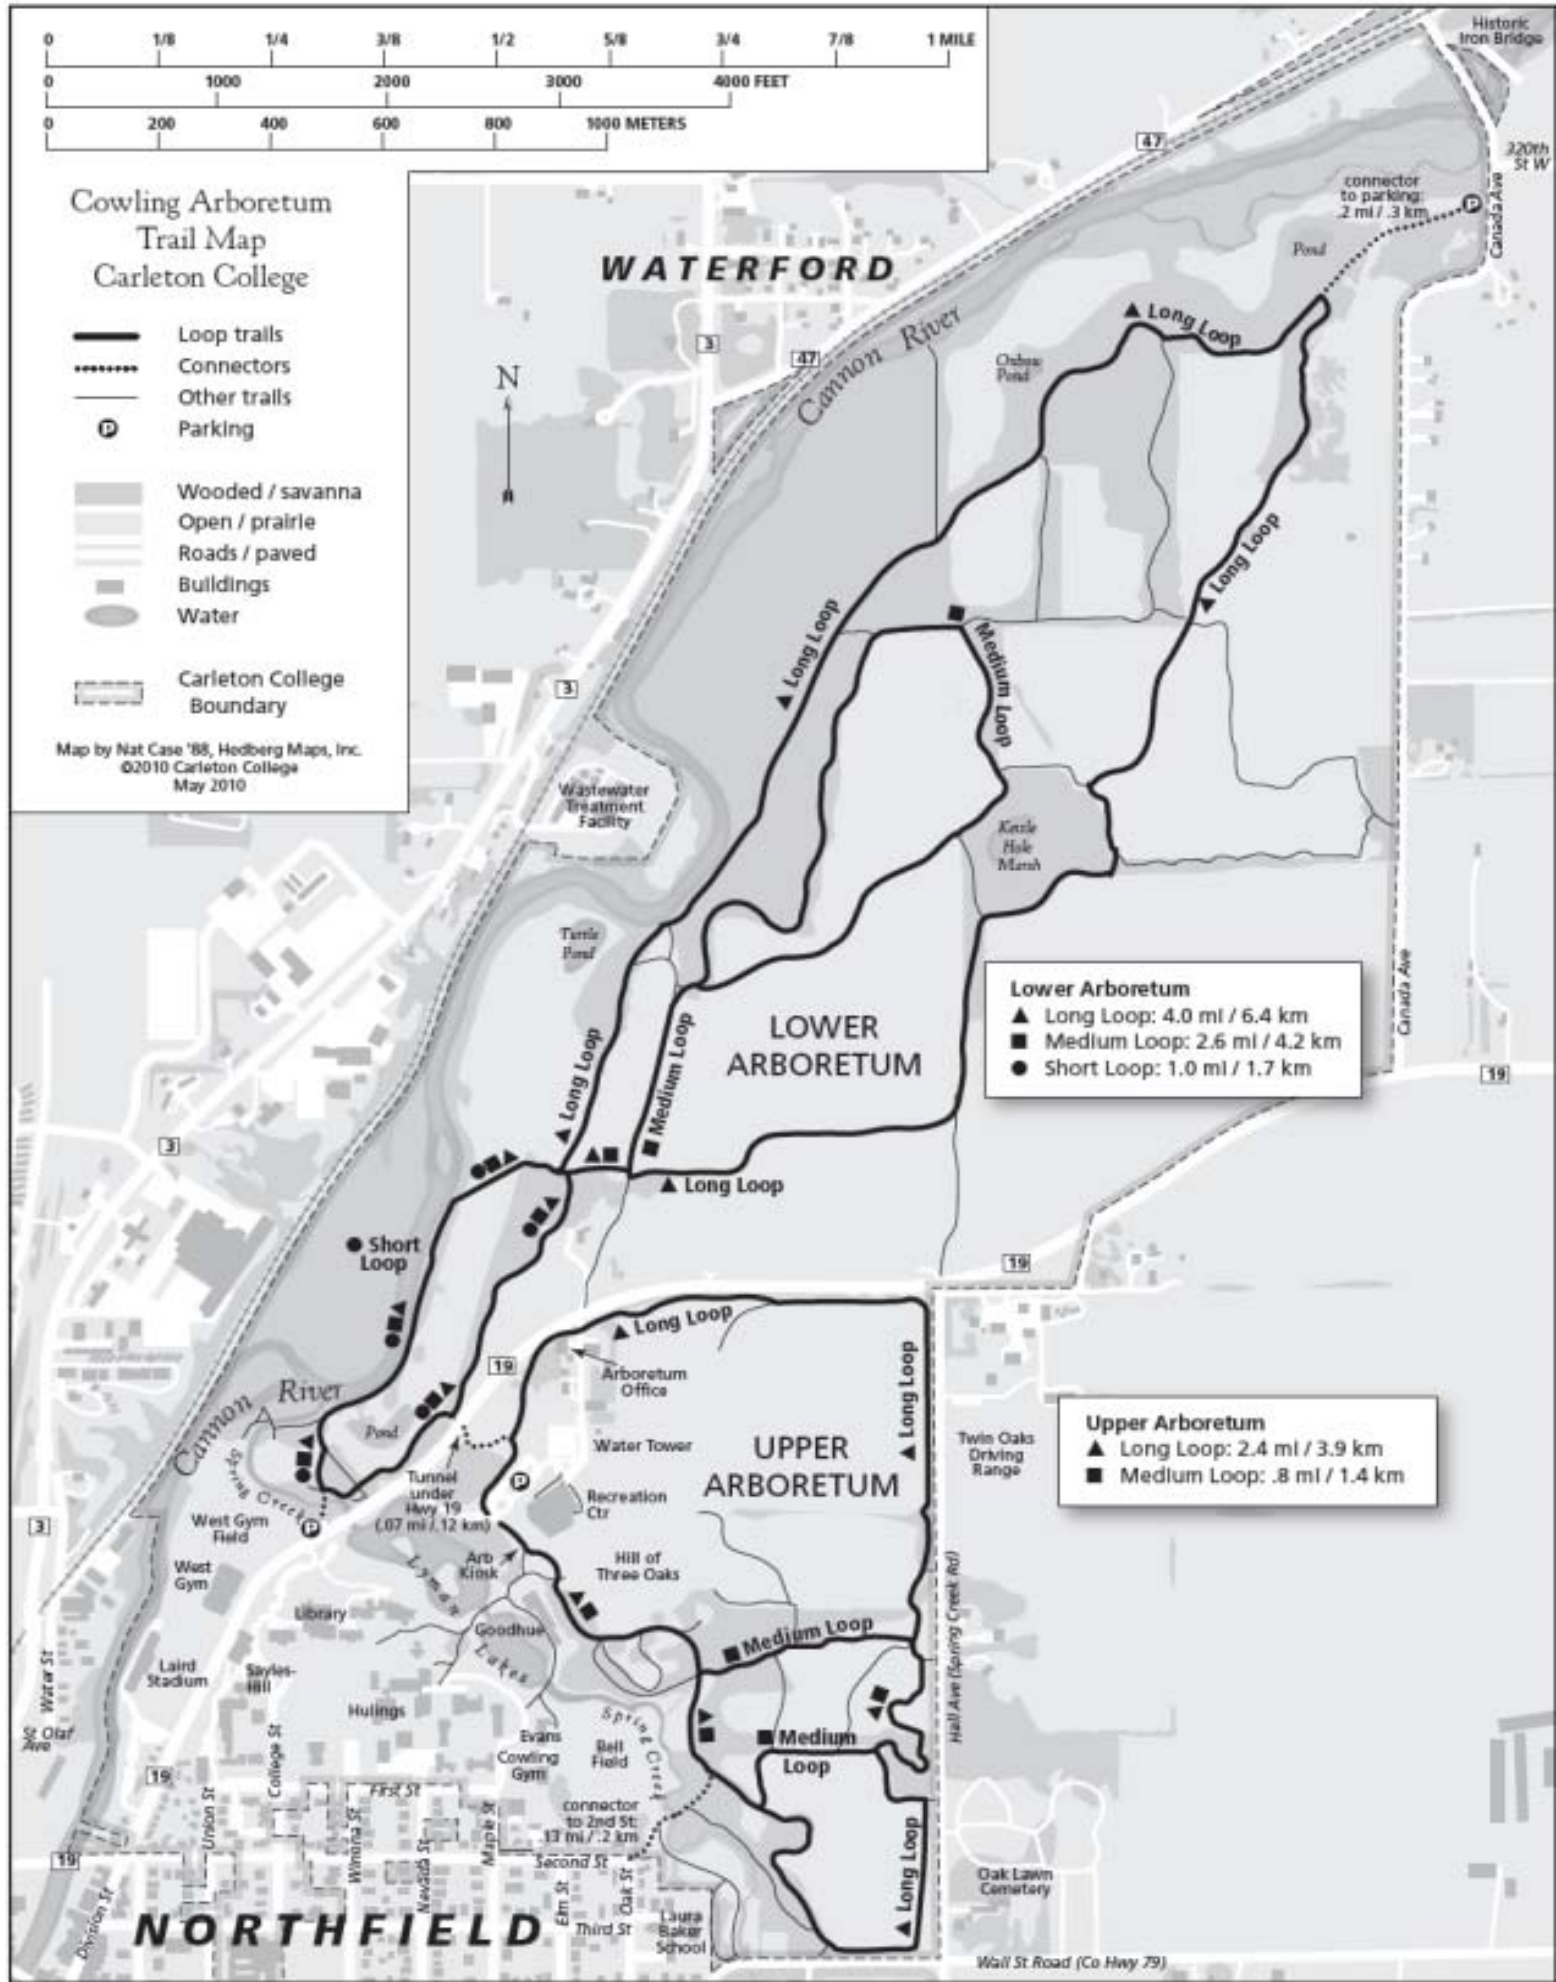 0 1/8 1/4 3/8 1/2 5/8 3/4 7/8 1 MILE
0 1000 2000 3000 4000 FEET
0 200 400 600 800 1000 METERS
Cowling Arboretum
Trail Map
Carleton College
Loop trails
Connectors
Other trails
P Parking
Wooded / savanna
Open / prairie
Roads / paved
Buildings
Water
Carleton College
Boundary
Map by Nat Case '88, Hedberg Maps, Inc.
©2010 Carleton College
May 2010
N
Historic
Iron Bridge
47
320th
St W
connector
to parking:
.2 mi / .3 km
P
Canada Ave
Pond
WATERFORD
3
47
Cannon River
Oxbow
Pond
Long Loop
Long Loop
Long Loop
Medium Loop
3
Wastewater
Treatment
Facility
Kettle
Hole
Marsh
Turtle
Pond
Canada Ave
LOWER
ARBORETUM
Lower Arboretum
Long Loop: 4.0 mi / 6.4 km
Medium Loop: 2.6 mi / 4.2 km
Short Loop: 1.0 mi / 1.7 km
19
Long Loop
Medium Loop
3
Long Loop
Short
Loop
19
Long Loop
19
Arboretum
Office
Long Loop
Cannon River
Pond
Spring Creek
Water Tower
UPPER
ARBORETUM
Twin Oaks
Driving
Range
Upper Arboretum
Long Loop: 2.4 mi / 3.9 km
Medium Loop: .8 mi / 1.4 km
Tunnel
under
Hwy 19
(.07 mi /.12 km)
P
Recreation
Ctr
3
West Gym
Field
P
West
Gym
Arb
Kiosk
Hill of
Three Oaks
Lyman
Lakes
Library
Goodhue
Medium Loop
Hall Ave (Spring Creek Rd)
Water St
Laird
Stadium
Sayles-
Hill
Hulings
St Olaf
Ave
College St
Evans
Cowling
Gym
Bell
Field
Spring Creek
Medium
Loop
19
First St
Union St
Winona St
Nevada St
Maple St
connector
to 2nd St:
.13 mi / .2 km
19
Second St
Elm St
Oak St
Third St
Long Loop
Oak Lawn
Cemetery
Division St
NORTHFIELD
Laura
Baker
School
Wall St Road (Co Hwy 79)